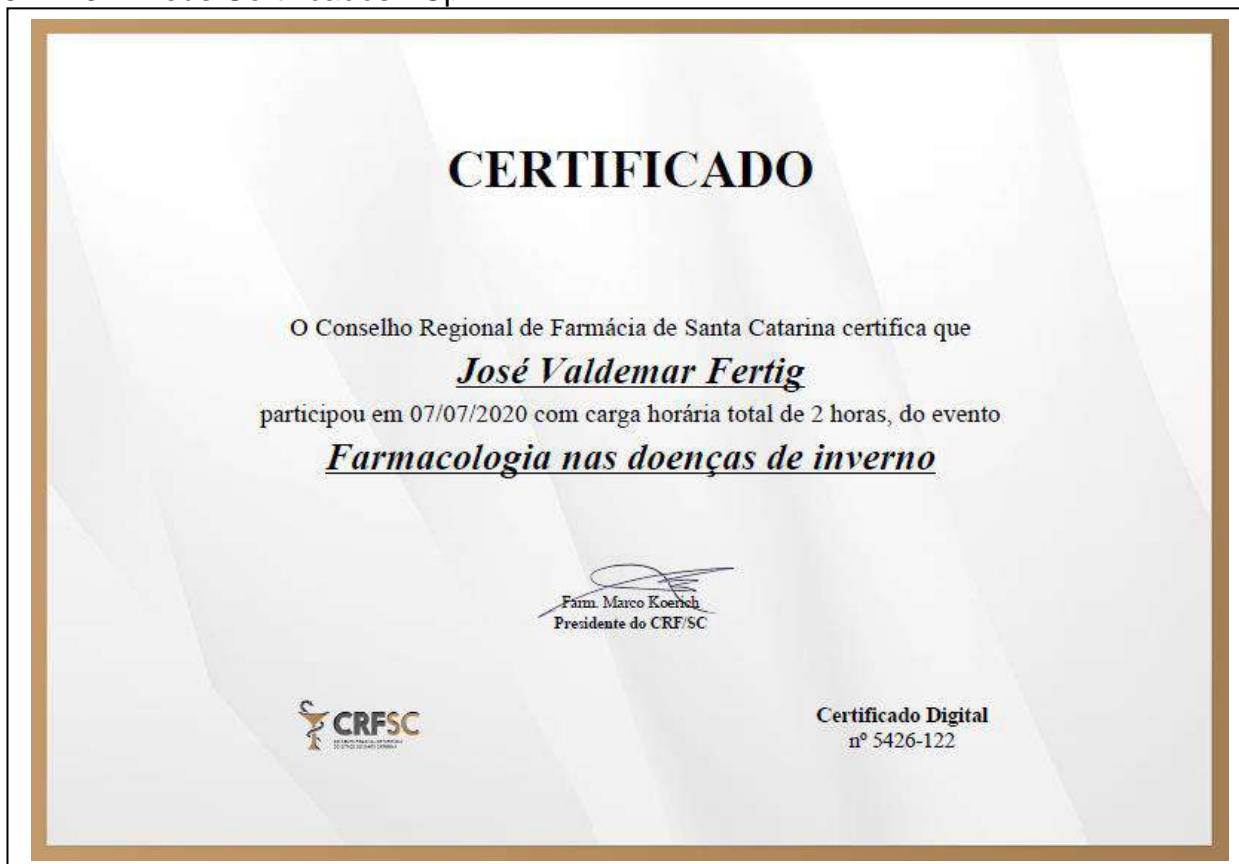 CERTIFICADO
O Conselho Regional de Farmácia de Santa Catarina certifica que
José Valdemar Fertig
participou em 07/07/2020 com carga horária total de 2 horas, do evento
Farmacologia nas doenças de inverno
Farm. Marco Koerich
Presidente do CRF/SC
CRFSC
Certificado Digital
nº 5426-122